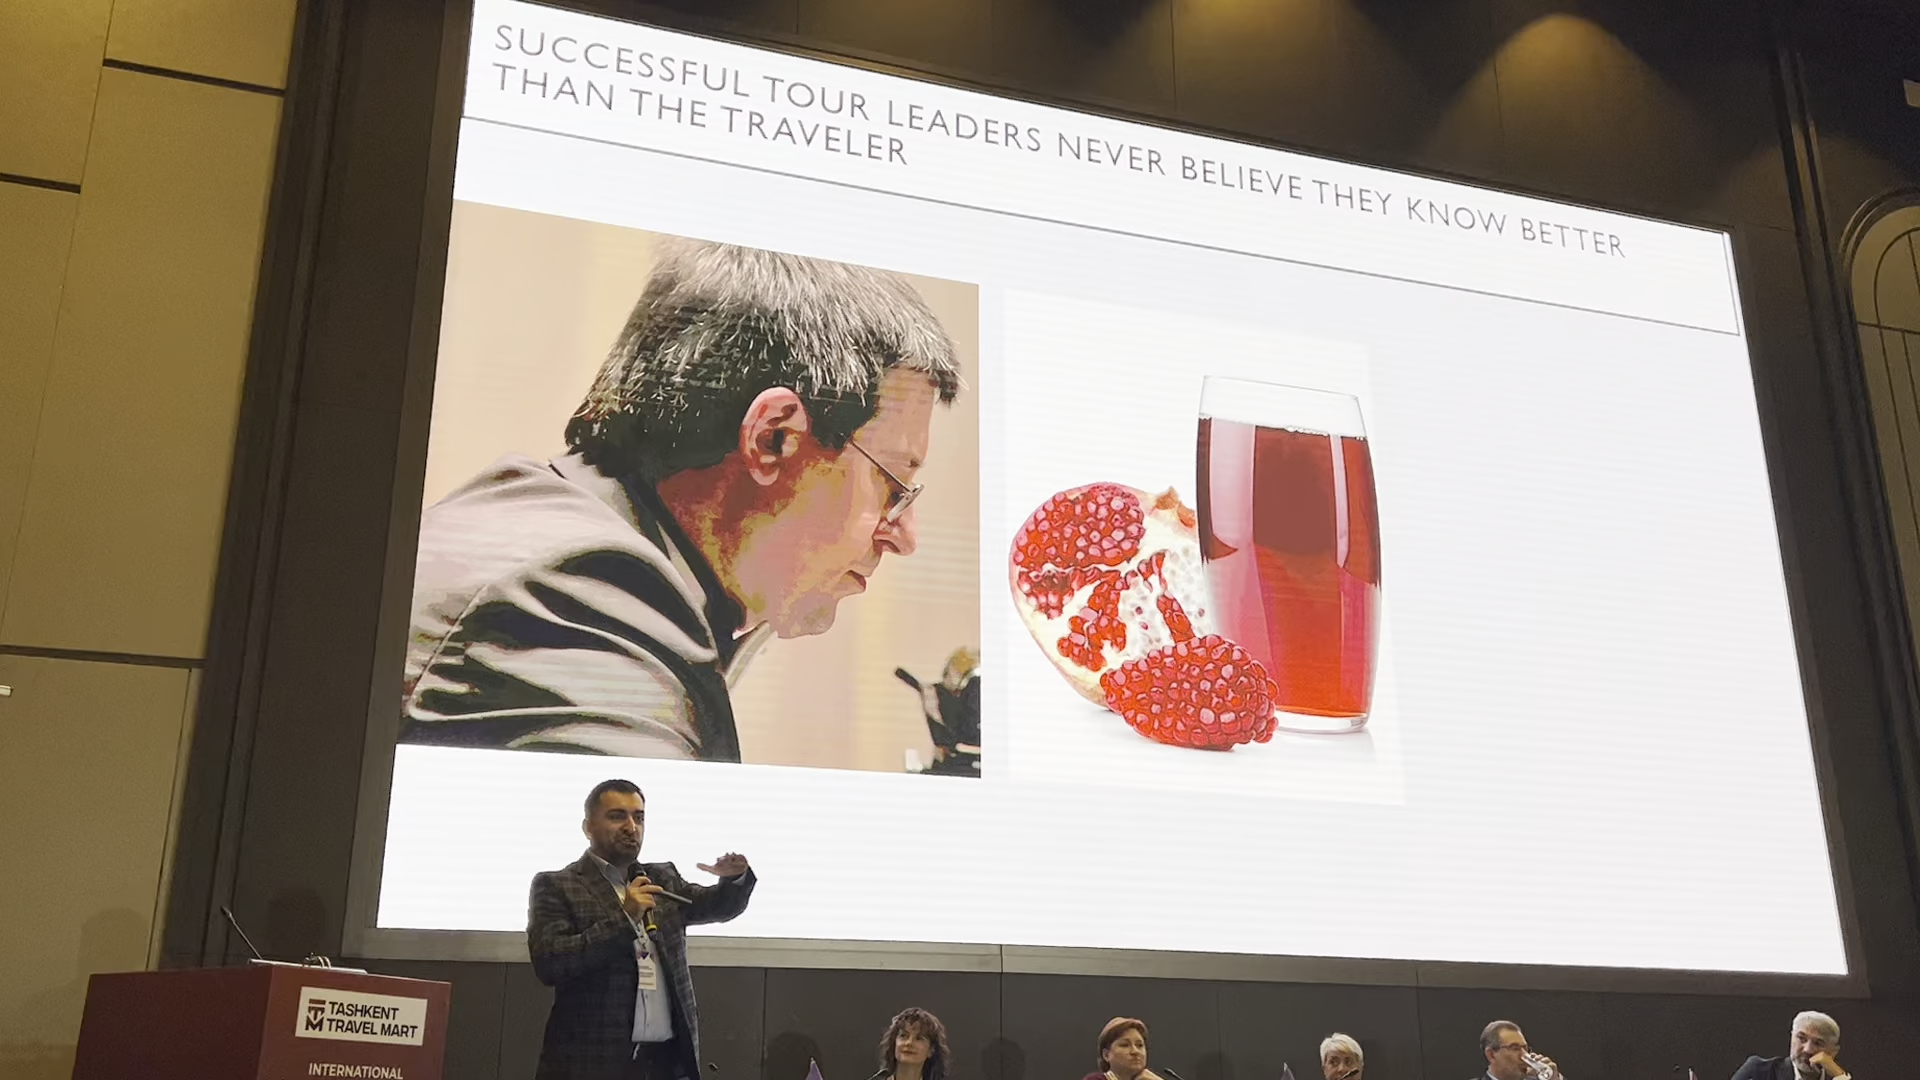 SUCCESSFUL TOUR LEADERS NEVER BELIEVE THEY KNOW BETTER
THAN THE TRAVELER
TASHKENT
TRAVEL MART
INTERNATIONAL